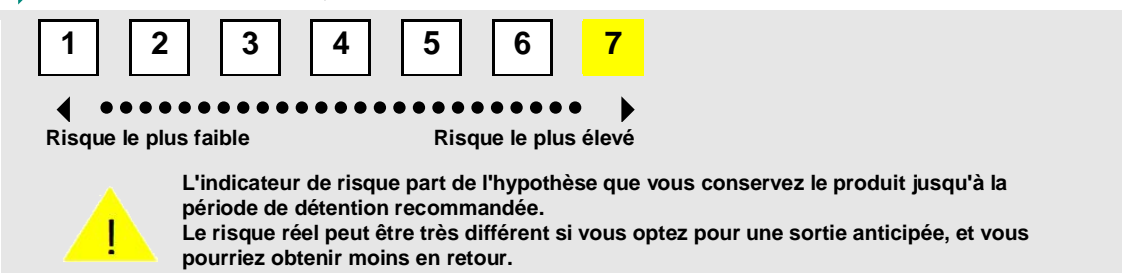 1 2 3 4 5 6 7
Risque le plus faible Risque le plus élevé
!
L'indicateur de risque part de l'hypothèse que vous conservez le produit jusqu'à la
période de détention recommandée.
Le risque réel peut être très différent si vous optez pour une sortie anticipée, et vous
pourriez obtenir moins en retour.